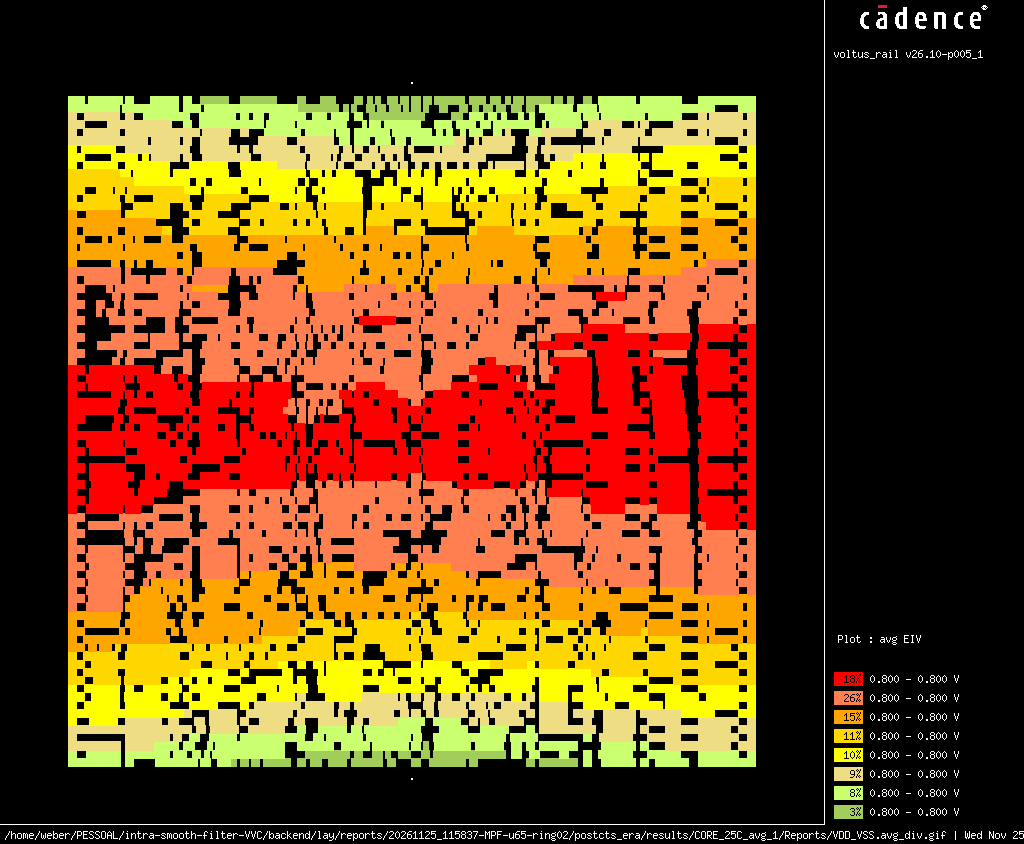 cādence®
voltus_rail v26.10-p005_1
Plot : avg EIV
18% 0.800 - 0.800 V
26% 0.800 - 0.800 V
15% 0.800 - 0.800 V
11% 0.800 - 0.800 V
10% 0.800 - 0.800 V
9% 0.800 - 0.800 V
8% 0.800 - 0.800 V
3% 0.800 - 0.800 V
/home/weber/PESSOAL/intra-smooth-filter-VVC/backend/lay/reports/20261125_115837-MPF-u65-ring02/postcts_era/results/CORE_25C_avg_1/Reports/VDD_VSS.avg_div.gif | Wed Nov 25